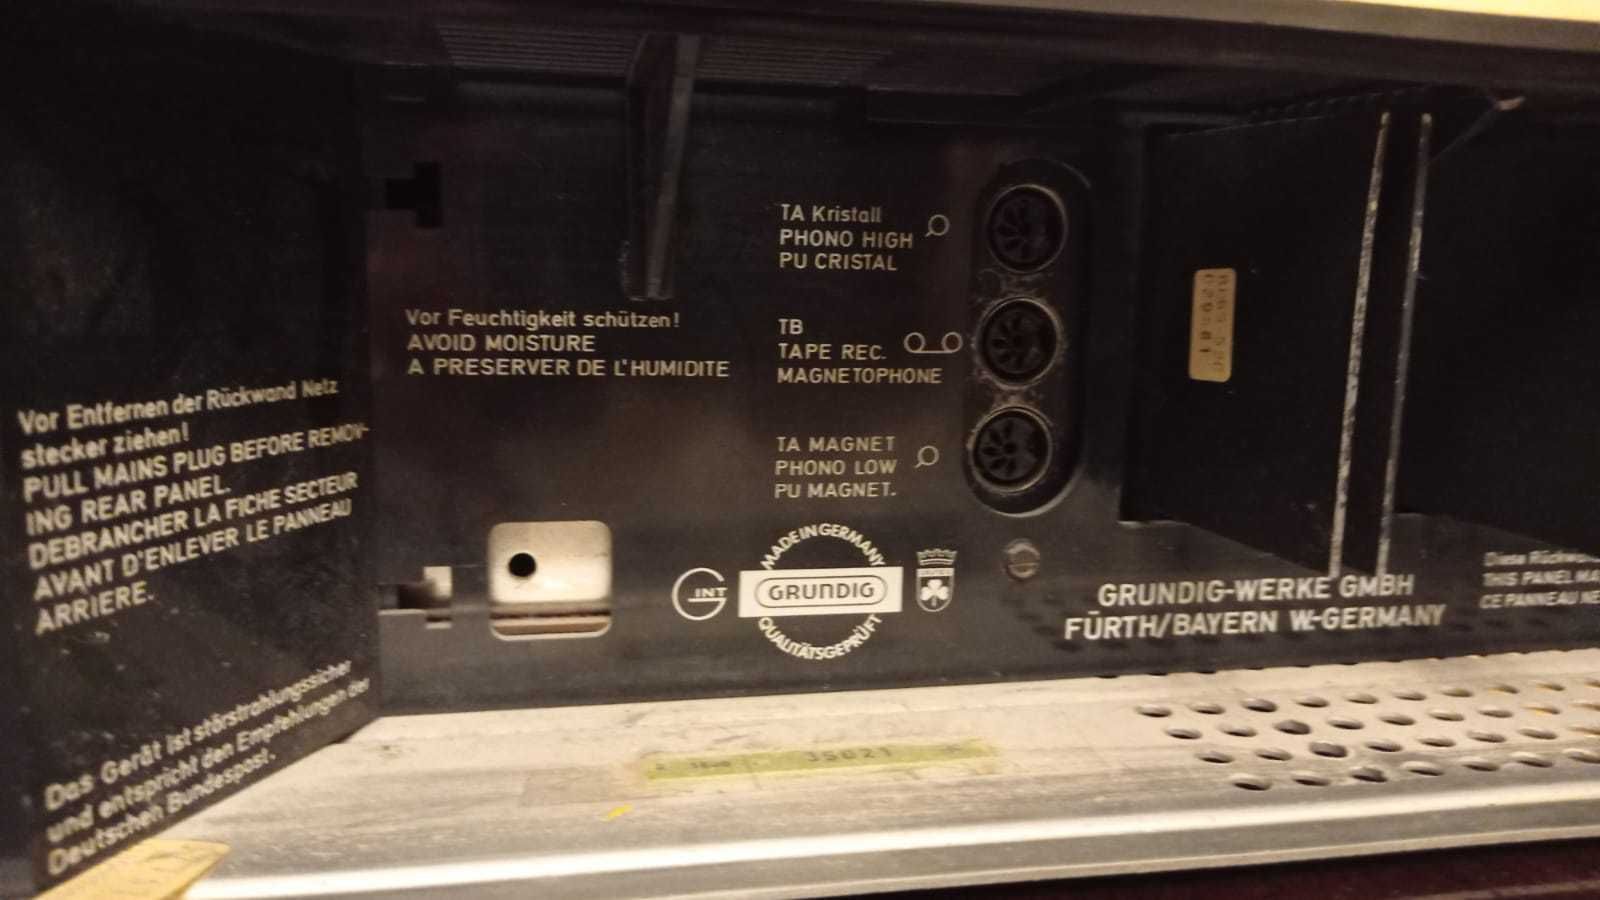 Vor Entfernen der Rückwand Netz
stecker ziehen!
PULL MAINS PLUG BEFORE REMOV-
ING REAR PANEL.
DEBRANCHER LA FICHE SECTEUR
AVANT D'ENLEVER LE PANNEAU
ARRIERE.
Das Gerät ist störstrahlungssicher
und entspricht den Empfehlungen der
Deutschen Bundespost.
Vor Feuchtigkeit schützen!
AVOID MOISTURE
A PRESERVER DE L'HUMIDITE
TA Kristall
PHONO HIGH
PU CRISTAL
TB
TAPE REC.
MAGNETOPHONE
TA MAGNET
PHONO LOW
PU MAGNET.
INT
MADE IN GERMANY
GRUNDIG
QUALITÄTSGEPRÜFT
GRUNDIG-WERKE GMBH
FÜRTH/BAYERN W.-GERMANY
Diese
THIS PANEL
CE PANNEAU NE
35021